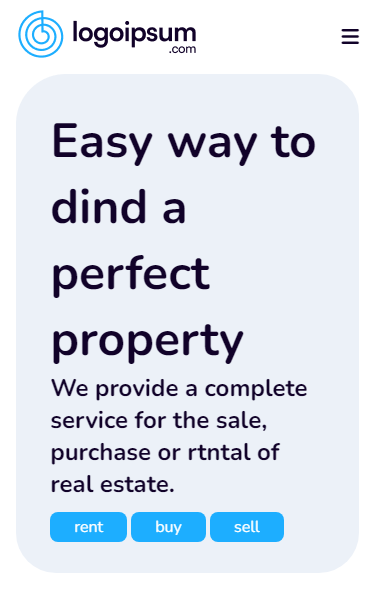 logoipsum
.com
Easy way to
dind a
perfect
property
We provide a complete
service for the sale,
purchase or rtntal of
real estate.
rent buy sell